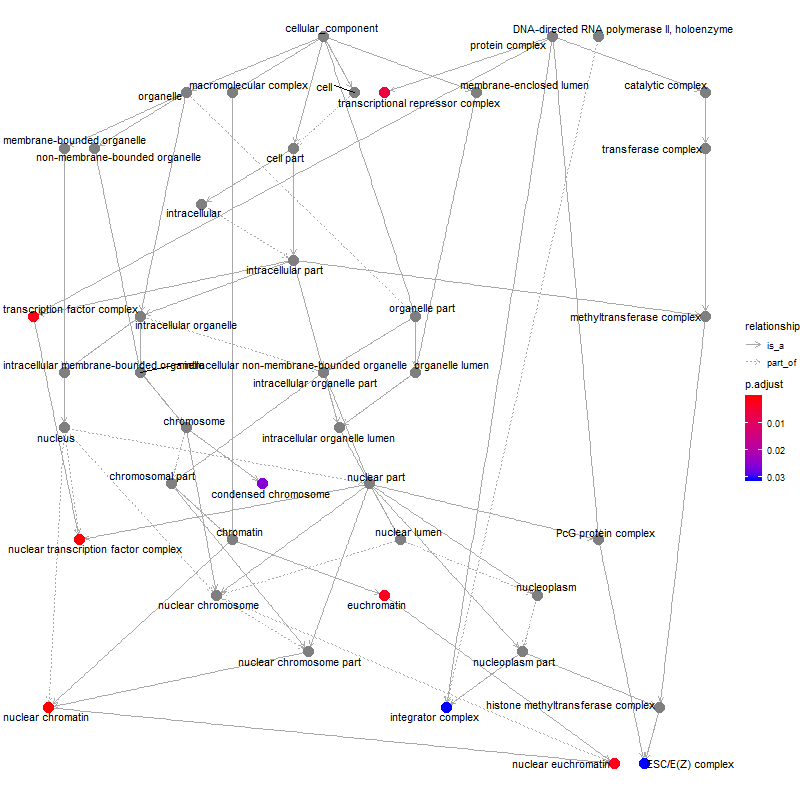 cellular_component
DNA-directed RNA polymerase II, holoenzyme
protein complex
organelle
macromolecular complex
cell
transcriptional repressor complex
membrane-enclosed lumen
catalytic complex
membrane-bounded organelle
non-membrane-bounded organelle
cell part
transferase complex
intracellular
intracellular part
transcription factor complex
intracellular organelle
organelle part
methyltransferase complex
relationship
is_a
part_of
p.adjust
0.01
0.02
0.03
intracellular membrane-bounded organelle
intracellular non-membrane-bounded organelle
intracellular organelle part
organelle lumen
nucleus
chromosome
intracellular organelle lumen
chromosomal part
condensed chromosome
nuclear part
nuclear transcription factor complex
chromatin
nuclear lumen
PcG protein complex
nuclear chromosome
euchromatin
nucleoplasm
nuclear chromosome part
nucleoplasm part
nuclear chromatin
integrator complex
histone methyltransferase complex
nuclear euchromatin
ESC/E(Z) complex